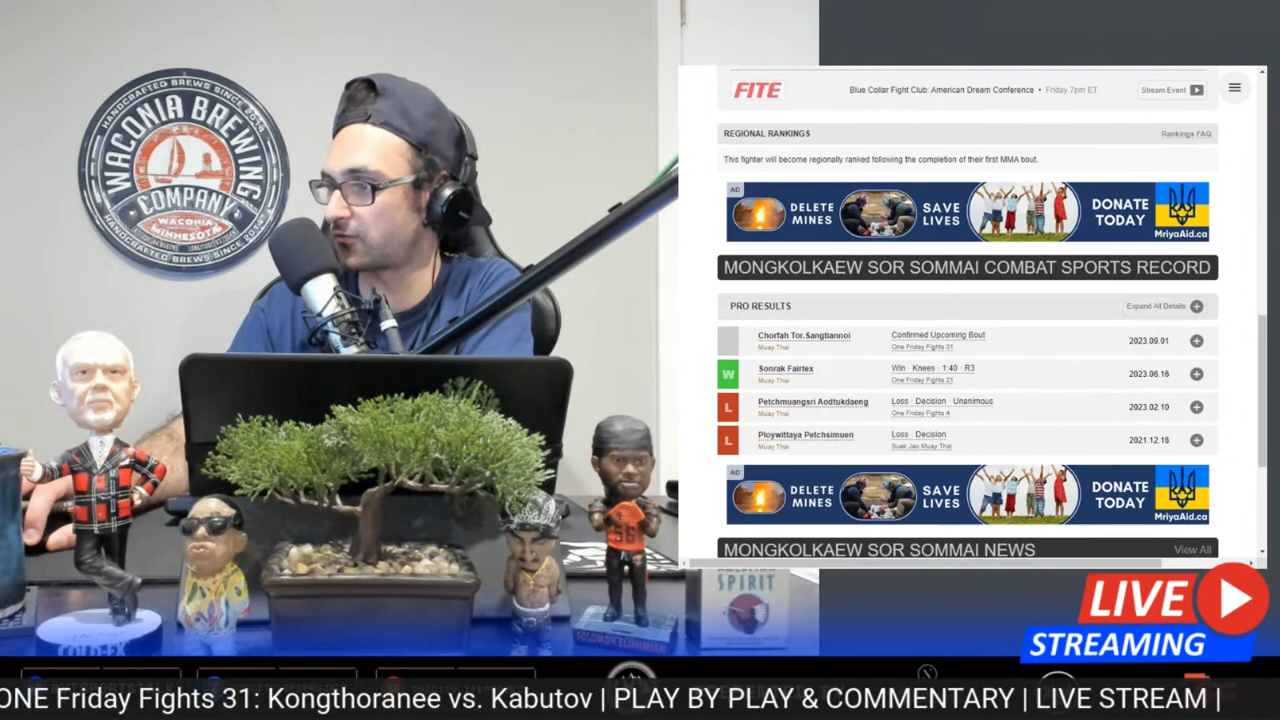 HANDCRAFTED BREWS SINCE 2014
WACONIA BREWING
COMPANY
WACONIA
MINNESOTA
HANDCRAFTED BREWS
FITE
Blue Collar Fight Club: American Dream Conference • Friday 7pm ET
Stream Event
REGIONAL RANKINGS
Rankings FAQ
This fighter will become regionally ranked following the completion of their first MMA bout.
AD
DELETE MINES
SAVE LIVES
DONATE TODAY
MriyaAid.ca
MONGKOLKAEW SOR SOMMAI COMBAT SPORTS RECORD
PRO RESULTS
Expand All Details
Chorfah Tor.Sangtiannoi
Muay Thai
Confirmed Upcoming Bout
One Friday Fights 31
2023.09.01
W
Sonrak Fairtex
Muay Thai
Win · Knees · 1:40 · R3
One Friday Fights 21
2023.06.16
L
Petchmuangsri Aodtukdaeng
Muay Thai
Loss · Decision · Unanimous
One Friday Fights 4
2023.02.10
L
Ploywittaya Petchsimuen
Muay Thai
Loss · Decision
Suek Jao Muay Thai
2021.12.18
AD
DELETE MINES
SAVE LIVES
DONATE TODAY
MriyaAid.ca
MONGKOLKAEW SOR SOMMAI NEWS
View All
56
SOLOMON ELIMIMIAN
SPIRIT
LIVE
STREAMING
ONE Friday Fights 31: Kongthoranee vs. Kabutov | PLAY BY PLAY & COMMENTARY | LIVE STREAM |